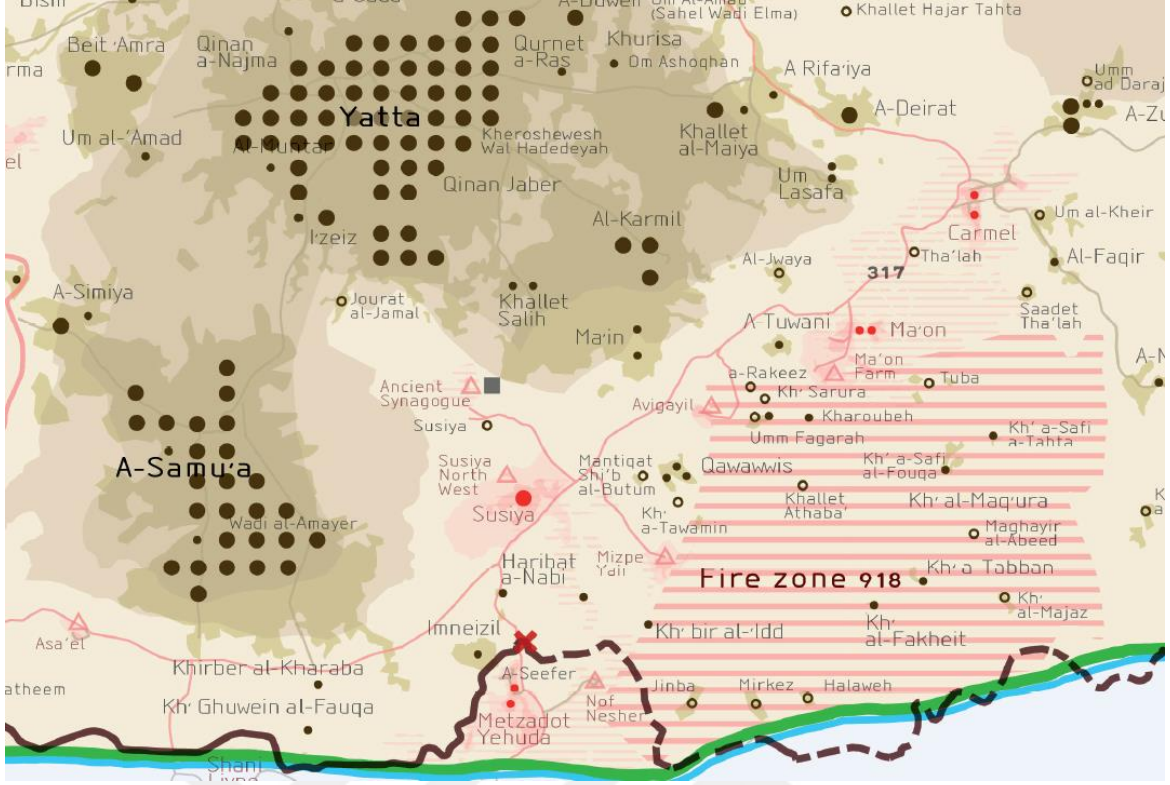 (Sahel Wadi Elma)
Khallet Hajar Tahta
Beit 'Amra
Qinan
a-Najma
Qurnet
a-Ras
Khurisa
Om Ashoqhan
A Rifa'iya
Umm
ad Daraj
A-Deirat
Yatta
Um al-'Amad
Al-Muntar
Kheroshewesh
Wal Hadedeyah
Khallet
al-Maiya
Qinan Jaber
Um
Lasafa
Izeiz
Al-Karmil
Carmel
Um al-Kheir
Al-Jwaya
Tha'lah
Al-Faqir
317
A-Simiya
Jourat
al-Jamal
Khallet
Salih
Saadet
Tha'lah
Ma'in
A Tuwani
Ma'on
Ma'on
Farm
a-Rakeez
Tuba
Ancient
Synagogue
Kh' Sarura
Avigayil
Kharoubeh
Susiya
Umm Fagarah
Kh' a-Safi
a-Tahta
A-Samu'a
Susiya
North
West
Mantiqat
Shi'b
al-Butum
Qawawwis
Kh' a-Safi
al-Fouqa
Khallet
Athaba'
Kh' al-Maq'ura
Susiya
Kh'
a-Tawamin
Wadi al-Amayer
Maghayir
al-Abeed
Haribat
a-Nabi
Mizpe
Yair
Fire zone 918
Kh' a Tabban
Kh'
al-Majaz
Asa'el
Imneizil
Kh' bir al-'Idd
Kh'
al-Fakheit
Khirber al-Kharaba
A-Seefer
Jinba
Mirkez
Halaweh
Kh' Ghuwein al-Fauqa
Nof
Nesher
Metzadot
Yehuda
Shani